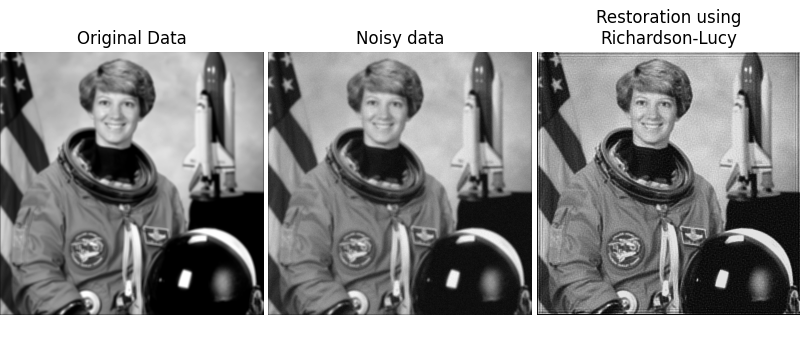 Original Data
Noisy data
Restoration using
Richardson-Lucy